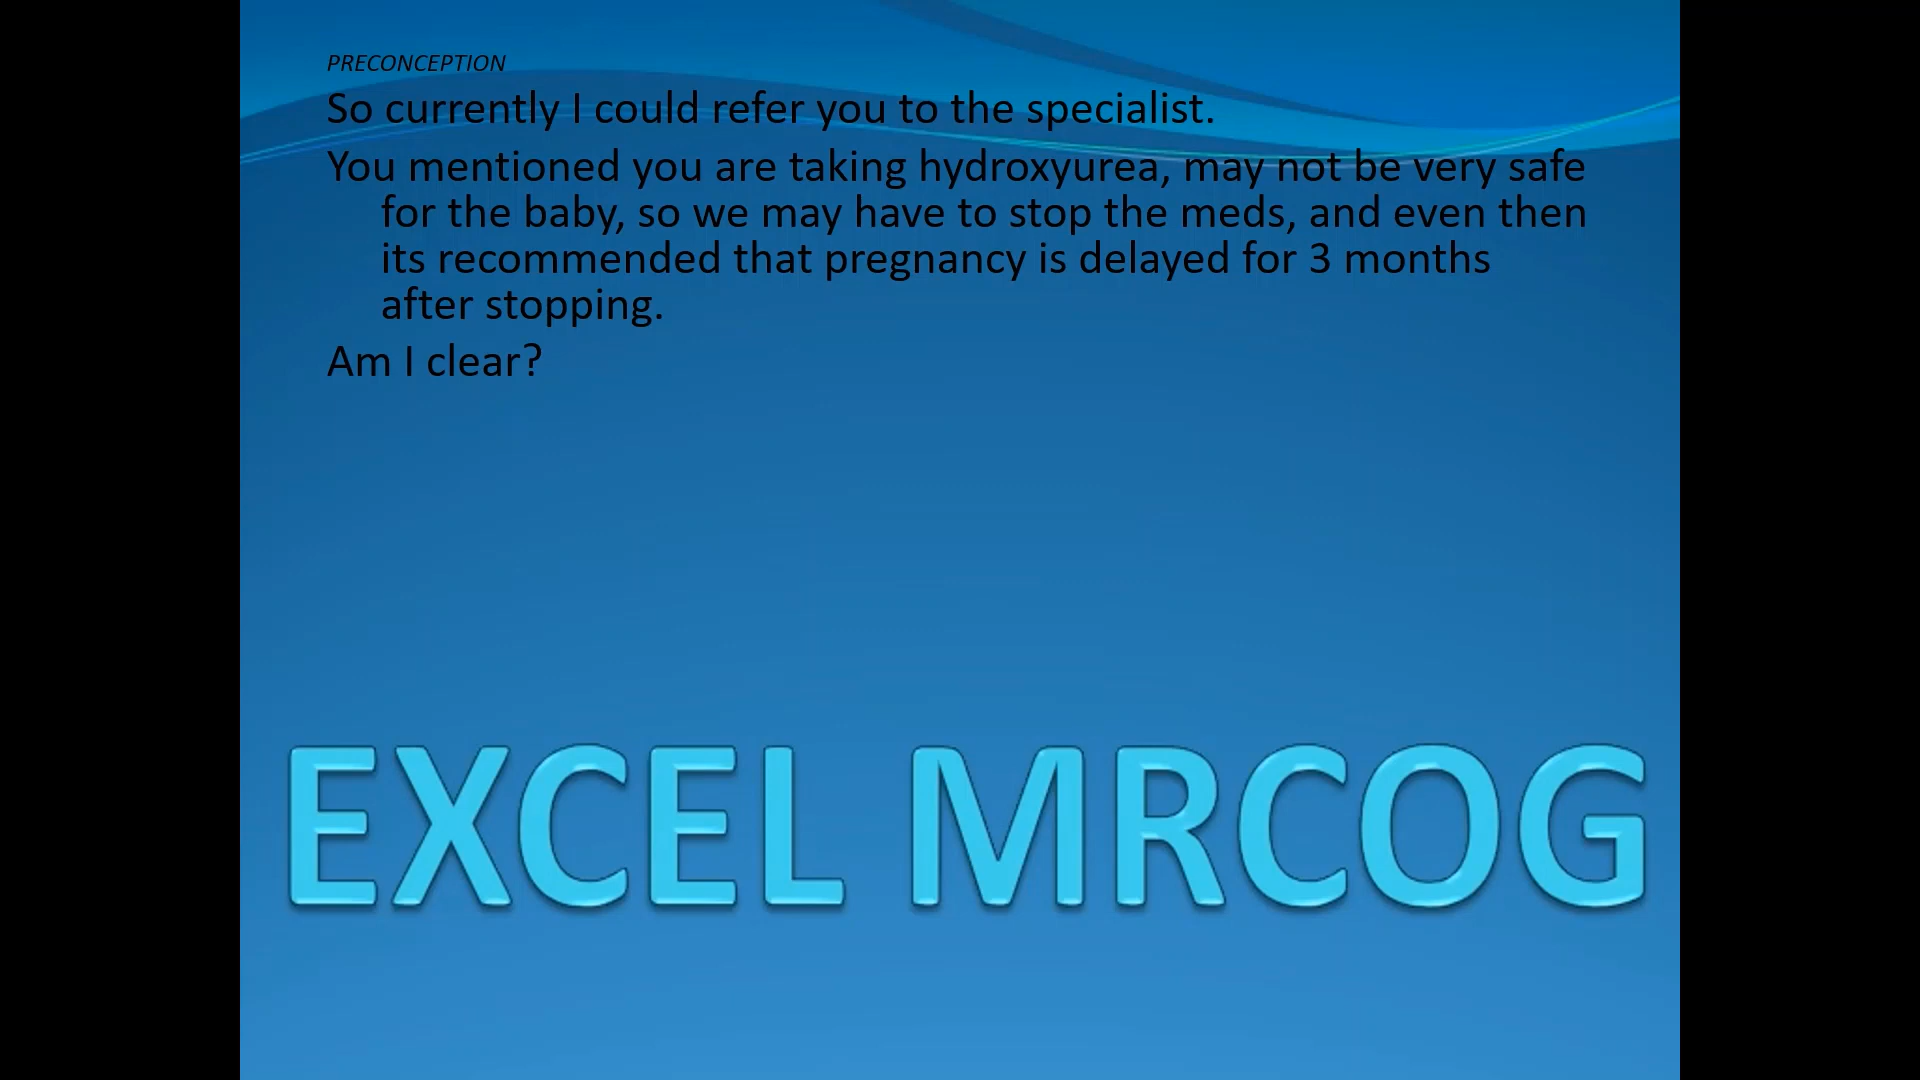 PRECONCEPTION
So currently I could refer you to the specialist.
You mentioned you are taking hydroxyurea, may not be very safe
for the baby, so we may have to stop the meds, and even then
its recommended that pregnancy is delayed for 3 months
after stopping.
Am I clear?
EXCEL MRCOG